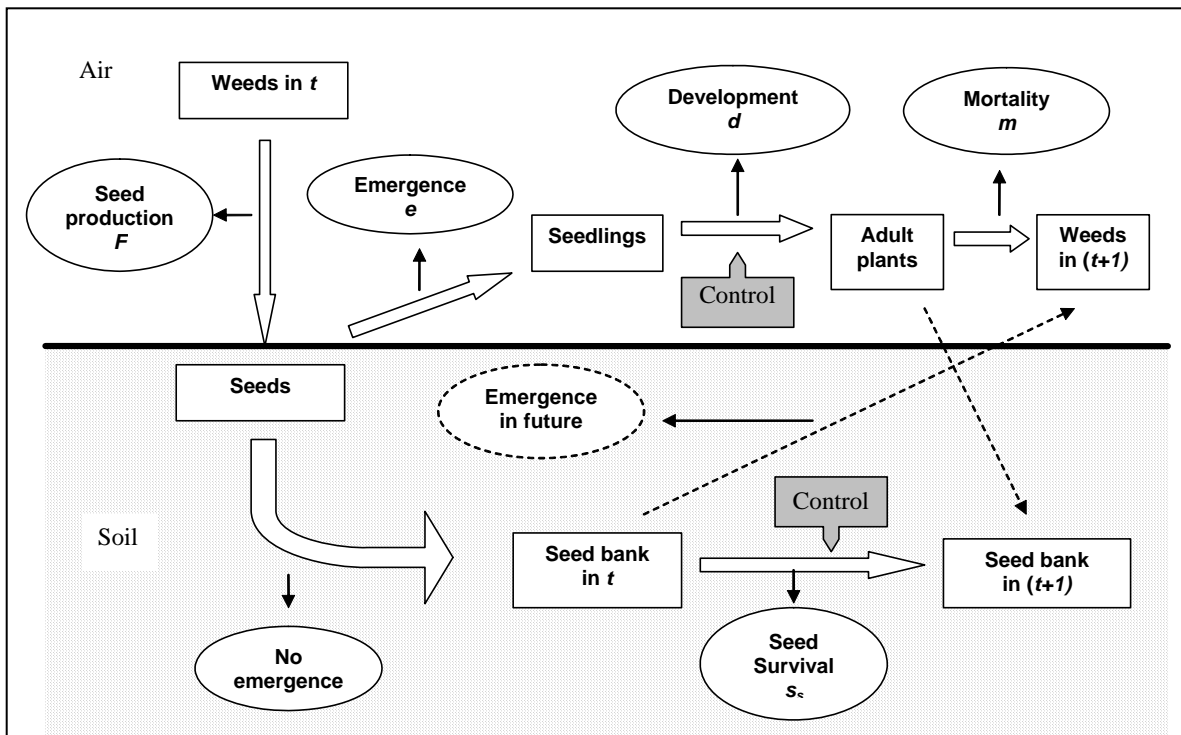 Air
Weeds in t
Seed
production
F
Emergence
e
Development
d
Mortality
m
Seedlings
Adult
plants
Weeds
in (t+1)
Control
Seeds
Emergence
in future
Soil
Control
Seed bank
in t
Seed bank
in (t+1)
No
emergence
Seed
Survival
ss